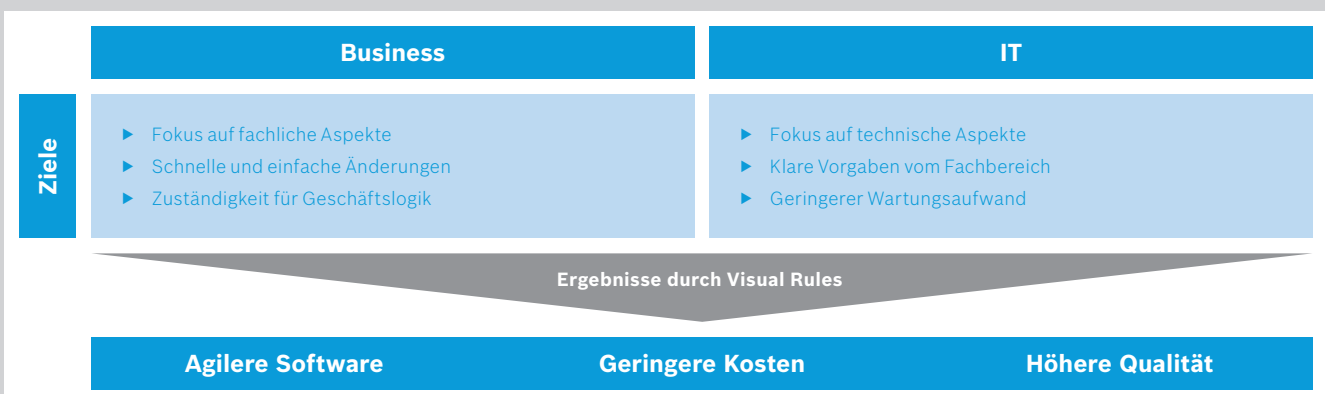 Business
IT
Ziele
Fokus auf fachliche Aspekte
Schnelle und einfache Änderungen
Zuständigkeit für Geschäftslogik
Fokus auf technische Aspekte
Klare Vorgaben vom Fachbereich
Geringerer Wartungsaufwand
Ergebnisse durch Visual Rules
Agilere Software
Geringere Kosten
Höhere Qualität